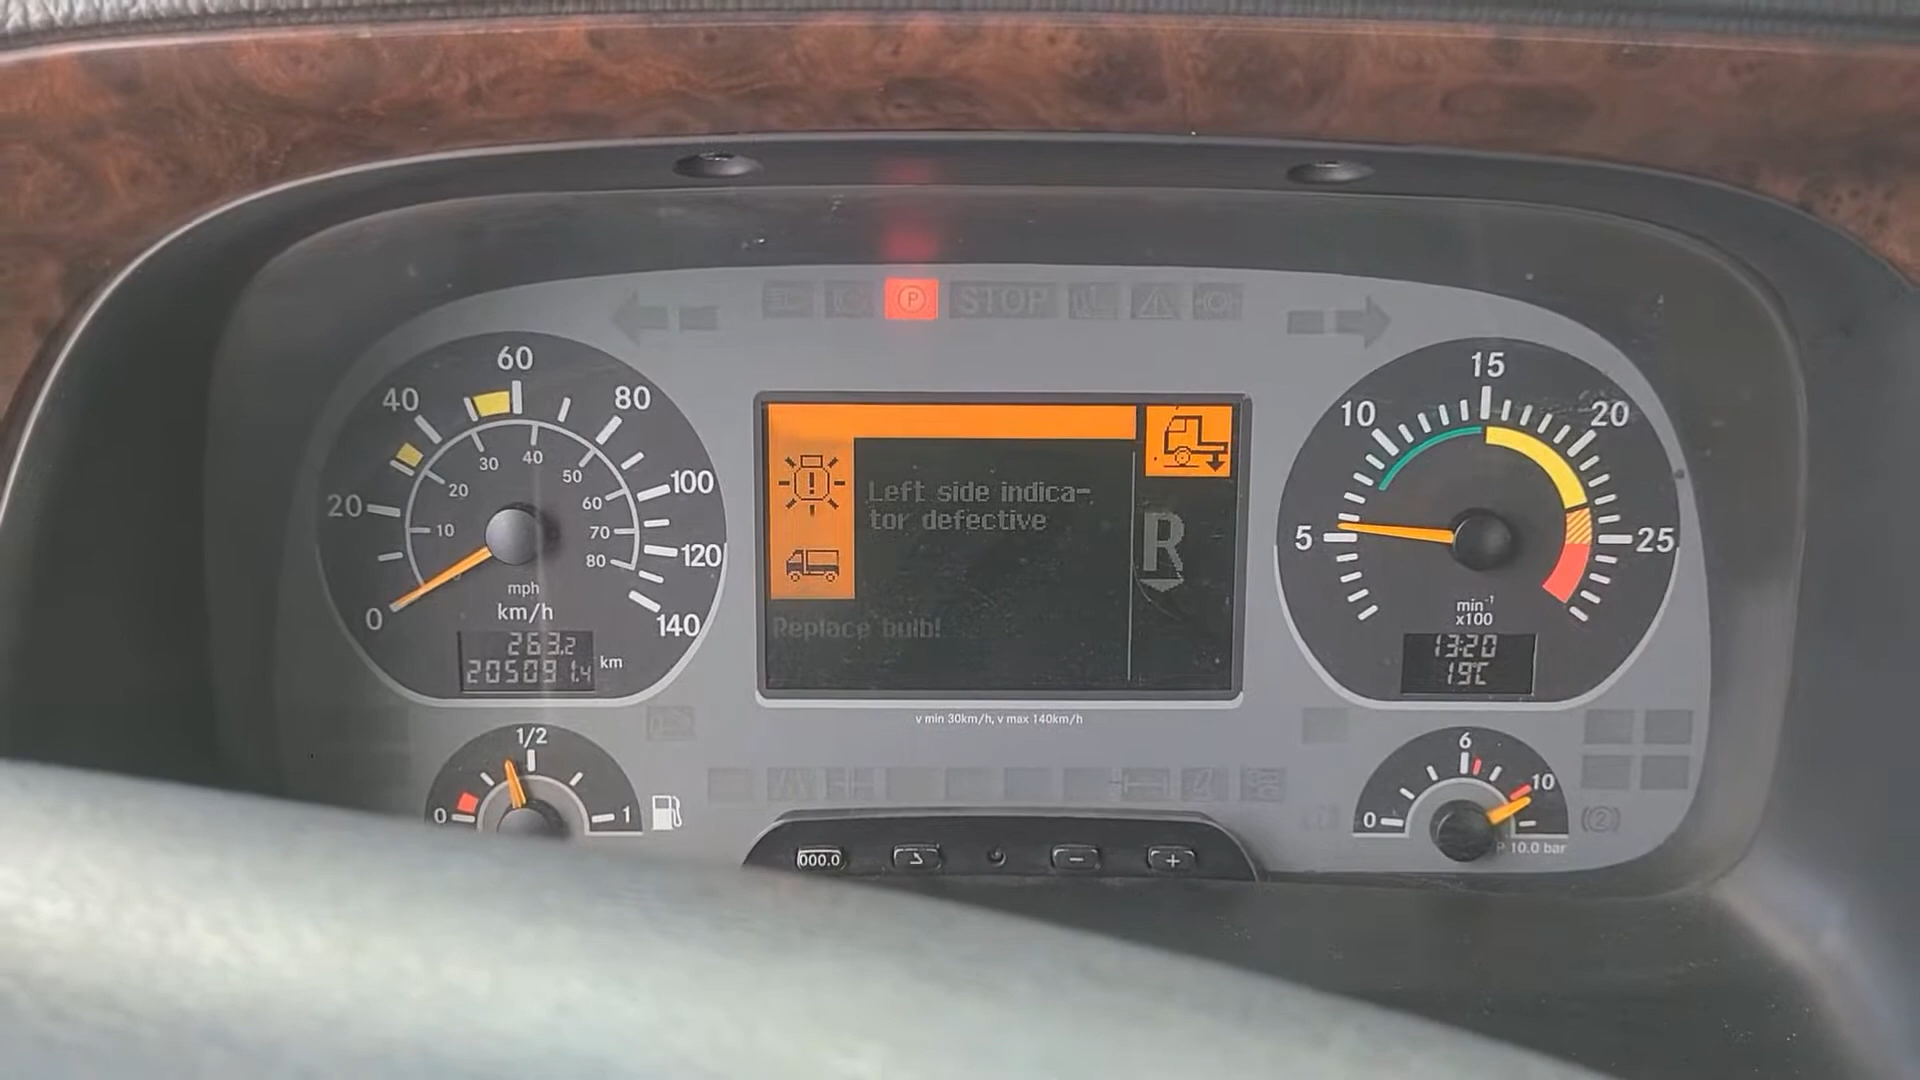 P STOP
60
40 80
20 100
120
0 140
10 20 30 40 50 60 70 80
mph
km/h
263.2
205091.4 km
Left side indica-
tor defective
R
Replace bulb!
v min 30km/h, v max 140km/h
15
10 20
5 25
min⁻¹
x100
13:20
19°C
1/2
0 1
6
10
0
(2)
P 10.0 bar
000.0 - +